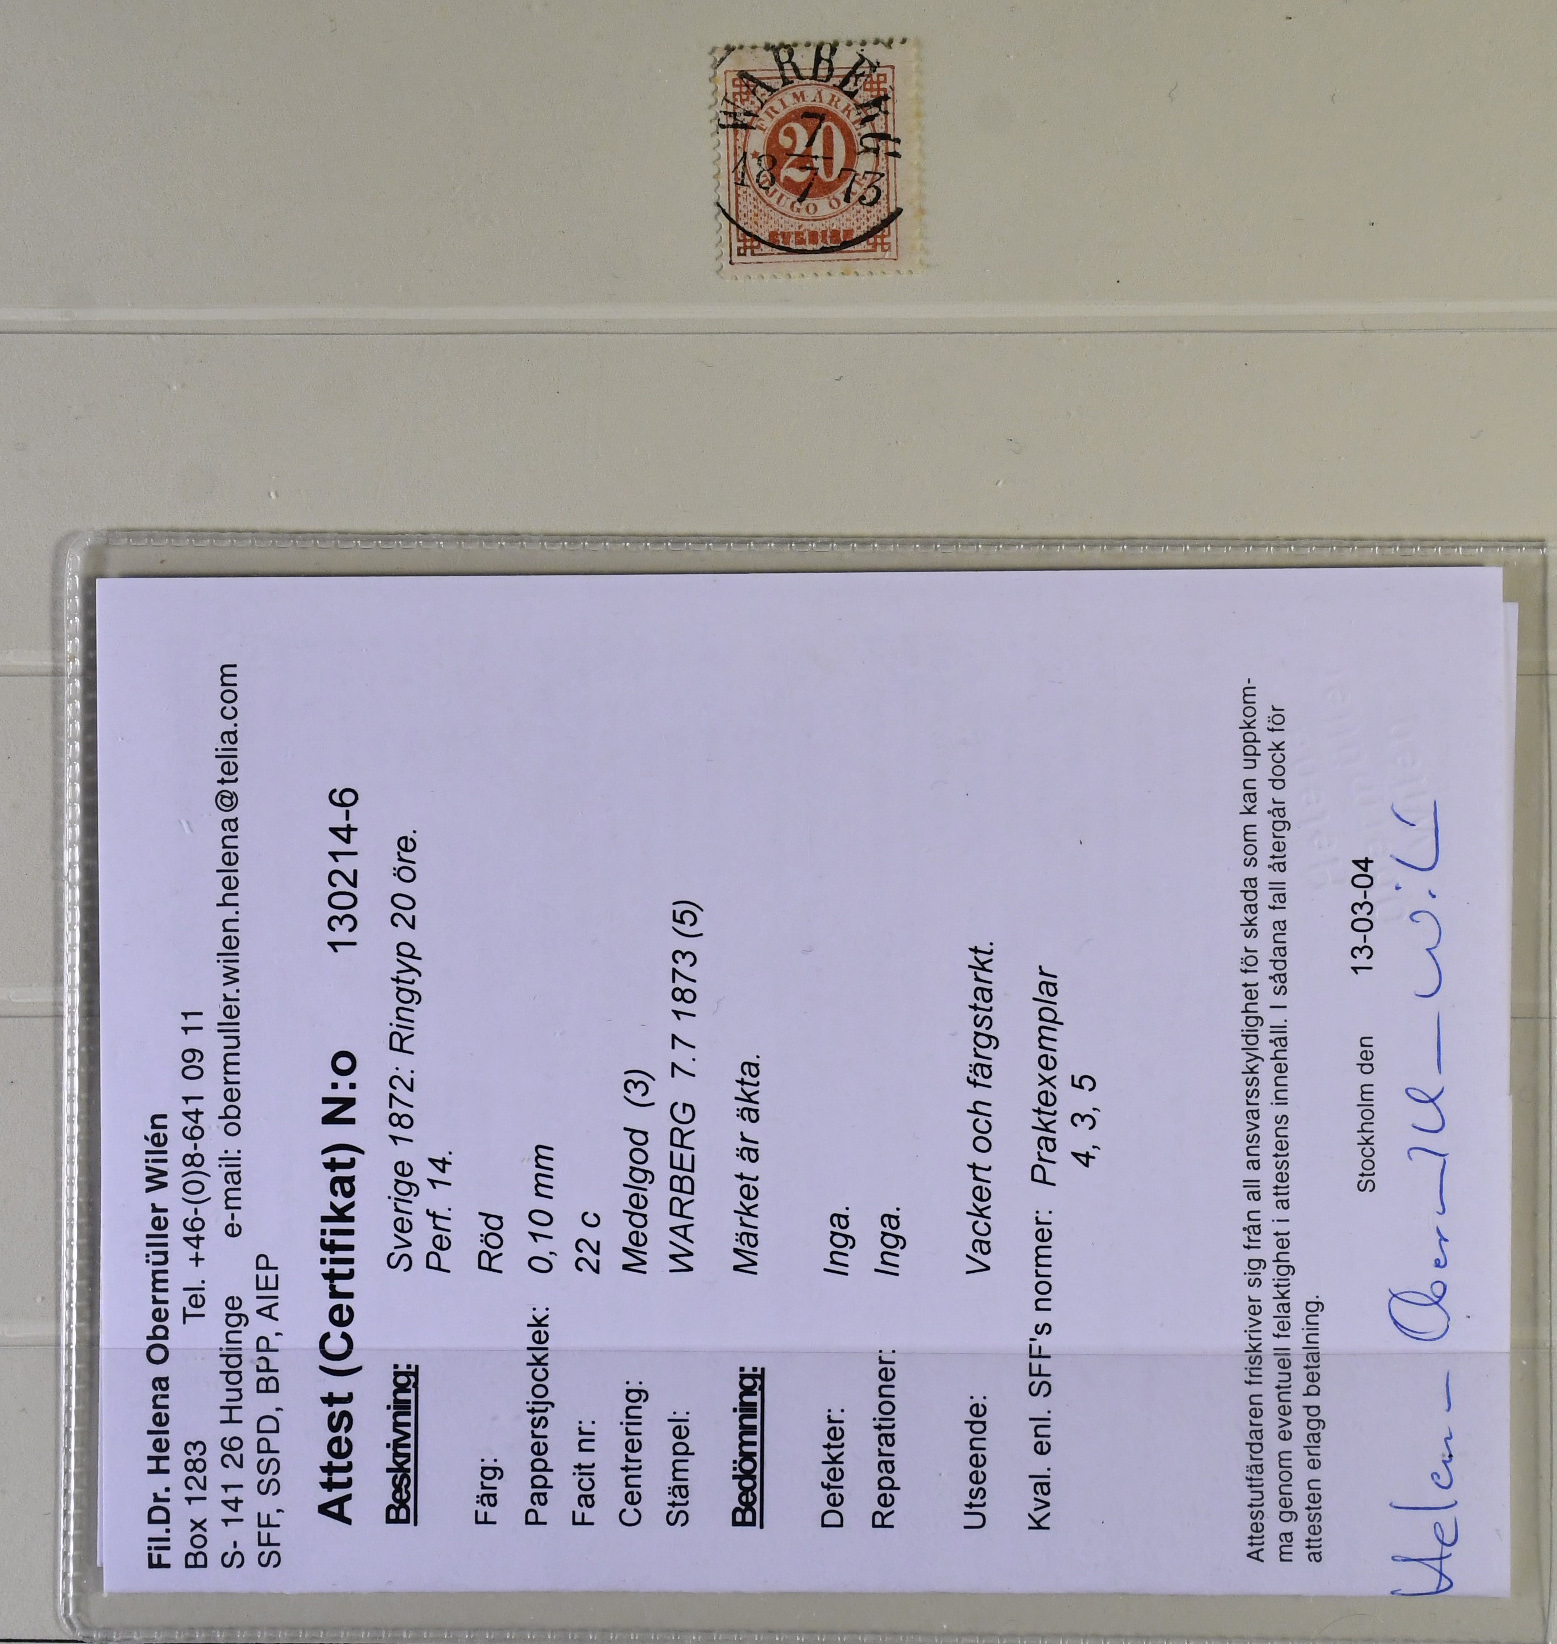 WARBERG
FRIMÄRKE
7
20
18 7 73
TJUGO ÖRE
SVERIGE
Fil.Dr. Helena Obermüller Wilén
Box 1283 Tel. +46-(0)8-641 09 11
S- 141 26 Huddinge e-mail: obermuller.wilen.helena@telia.com
SFF, SSPD, BPP, AIEP
Attest (Certifikat) N:o 130214-6
Beskrivning: Sverige 1872: Ringtyp 20 öre.
Perf. 14.
Färg: Röd
Papperstjocklek: 0,10 mm
Facit nr: 22 c
Centrering: Medelgod (3)
Stämpel: WARBERG 7.7 1873 (5)
Bedömning: Märket är äkta.
Defekter: Inga.
Reparationer: Inga.
Utseende: Vackert och färgstarkt.
Kval. enl. SFF's normer: Praktexemplar
4, 3, 5
Attestutfärdaren friskriver sig från all ansvarsskyldighet för skada som kan uppkom-
ma genom eventuell felaktighet i attestens innehåll. I sådana fall återgår dock för
attesten erlagd betalning.
Stockholm den 13-03-04
Helena Obermüller-Wilén